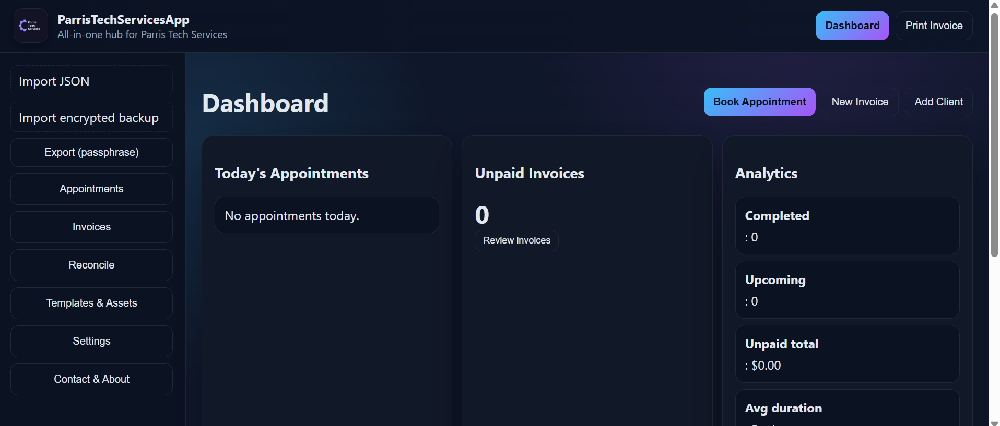 Parris
Tech
Services
ParrisTechServicesApp
All-in-one hub for Parris Tech Services
Dashboard
Print Invoice
Import JSON
Import encrypted backup
Export (passphrase)
Appointments
Invoices
Reconcile
Templates & Assets
Settings
Contact & About
Dashboard
Book Appointment
New Invoice
Add Client
Today's Appointments
No appointments today.
Unpaid Invoices
0
Review invoices
Analytics
Completed
: 0
Upcoming
: 0
Unpaid total
: $0.00
Avg duration